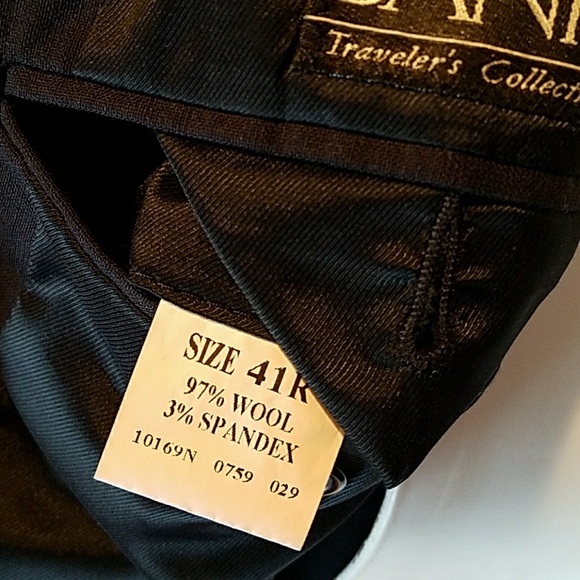 Traveler's
SIZE 41R
97% WOOL
3% SPANDEX
10169N 0759 029